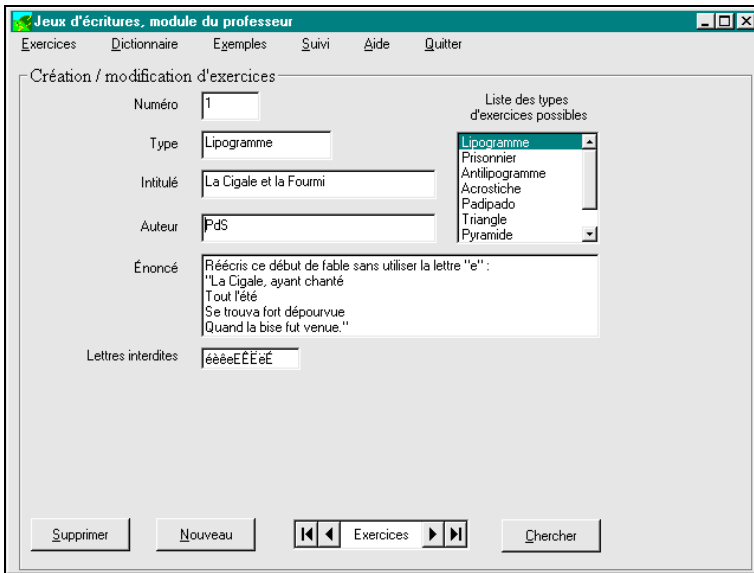 Jeux d'écritures, module du professeur
Exercices Dictionnaire Exemples Suivi Aide Quitter
Création / modification d'exercices
Numéro 1
Liste des types
d'exercices possibles
Type Lipogramme
Lipogramme
Prisonnier
Antilipogramme
Acrostiche
Padipado
Triangle
Pyramide
Intitulé La Cigale et la Fourmi
Auteur PdS
Énoncé Réécris ce début de fable sans utiliser la lettre "e" :
"La Cigale, ayant chanté
Tout l'été
Se trouva fort dépourvue
Quand la bise fut venue."
Lettres interdites éèêeEÊËëÉ
Supprimer Nouveau Exercices Chercher